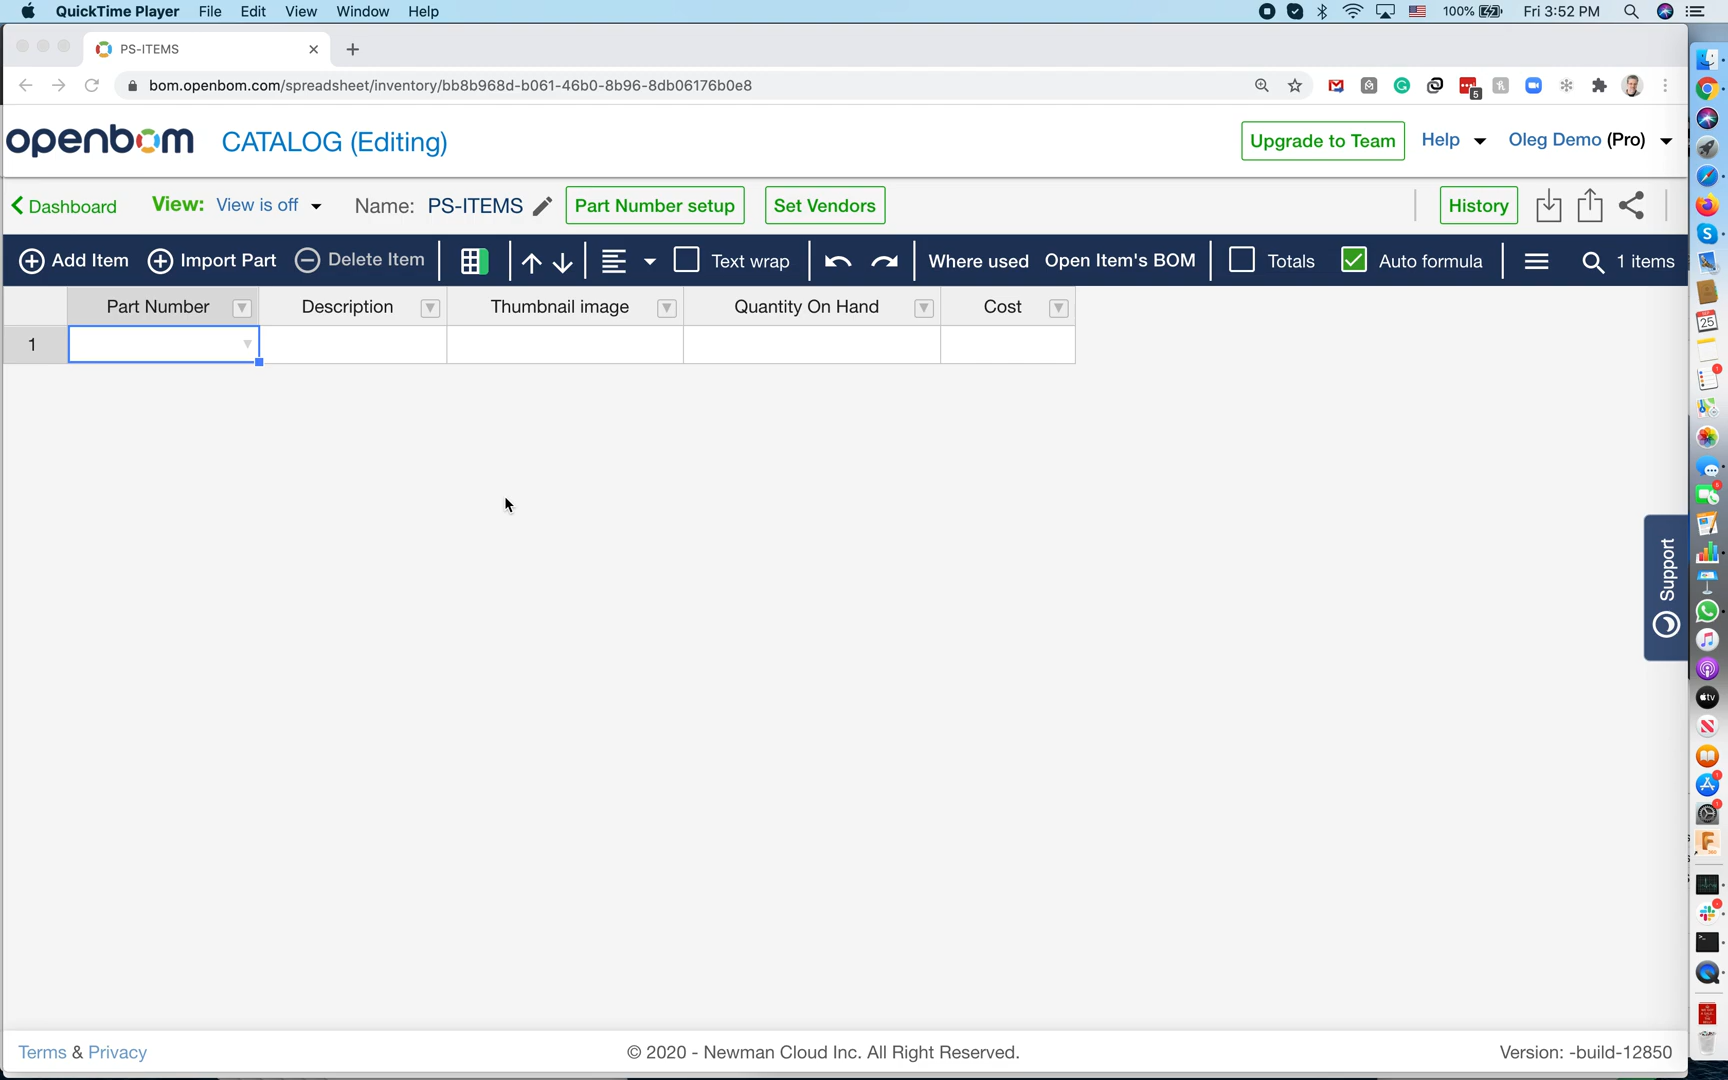 QuickTime Player File Edit View Window Help 100% Fri 3:52 PM
PS-ITEMS
bom.openbom.com/spreadsheet/inventory/bb8b968d-b061-46b0-8b96-8db06176b0e8
5
openbom CATALOG (Editing) Upgrade to Team Help Oleg Demo (Pro)
Dashboard View: View is off Name: PS-ITEMS Part Number setup Set Vendors History
Add Item Import Part Delete Item Text wrap Where used Open Item's BOM Totals Auto formula 1 items
Part Number Description Thumbnail image Quantity On Hand Cost
1
25
Support
tv
Terms & Privacy © 2020 - Newman Cloud Inc. All Right Reserved. Version: -build-12850